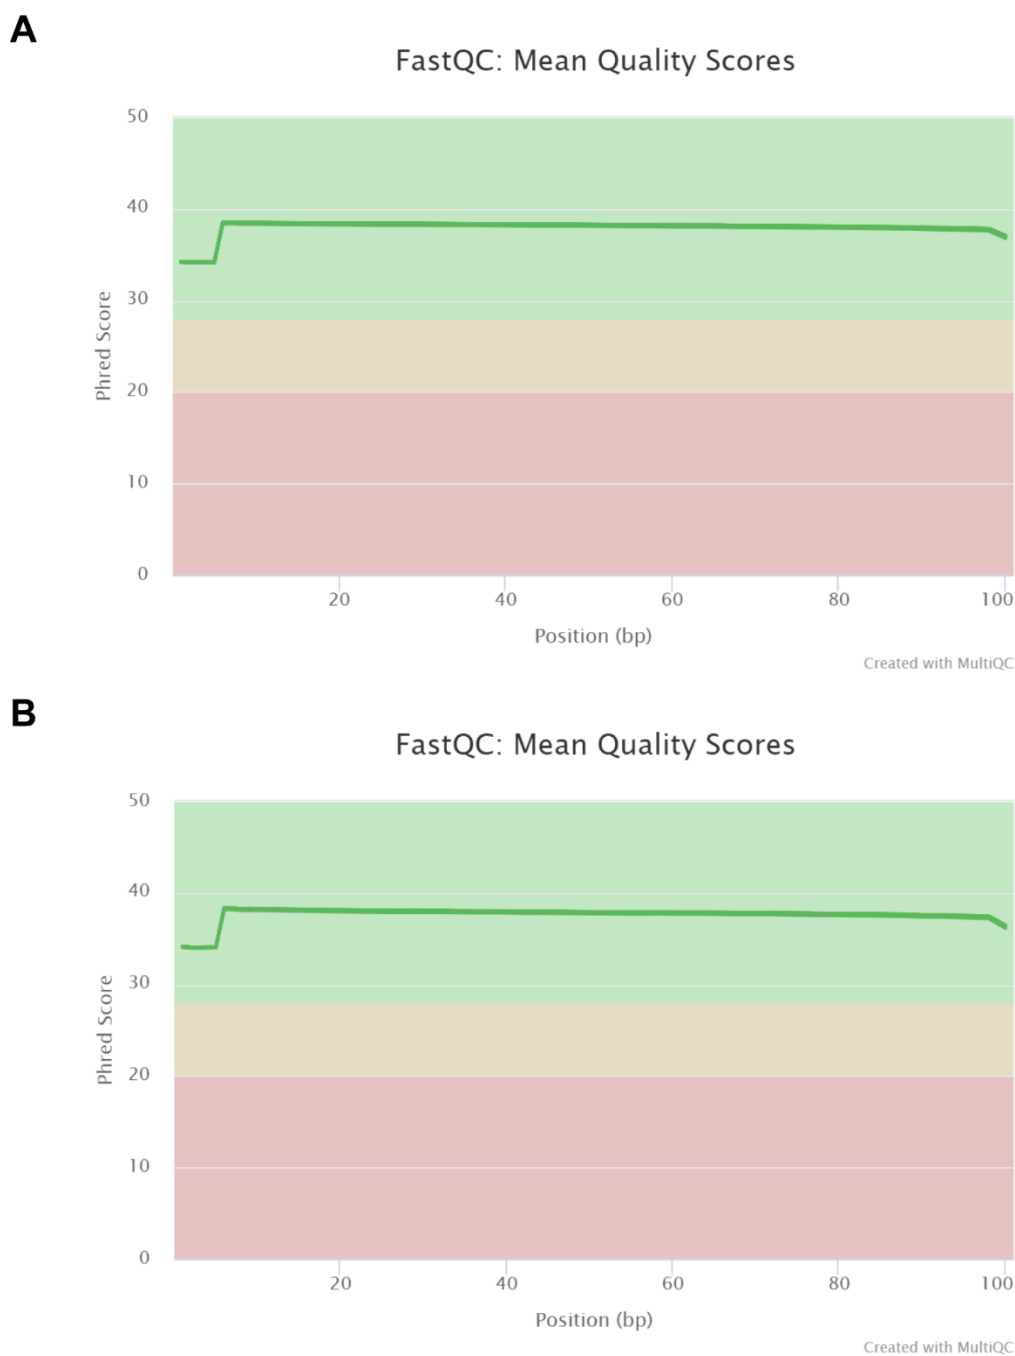 A
FastQC: Mean Quality Scores
50
40
30
20
10
0
Phred Score
20 40 60 80 100
Position (bp)
Created with MultiQC
B
FastQC: Mean Quality Scores
50
40
30
20
10
0
Phred Score
20 40 60 80 100
Position (bp)
Created with MultiQC